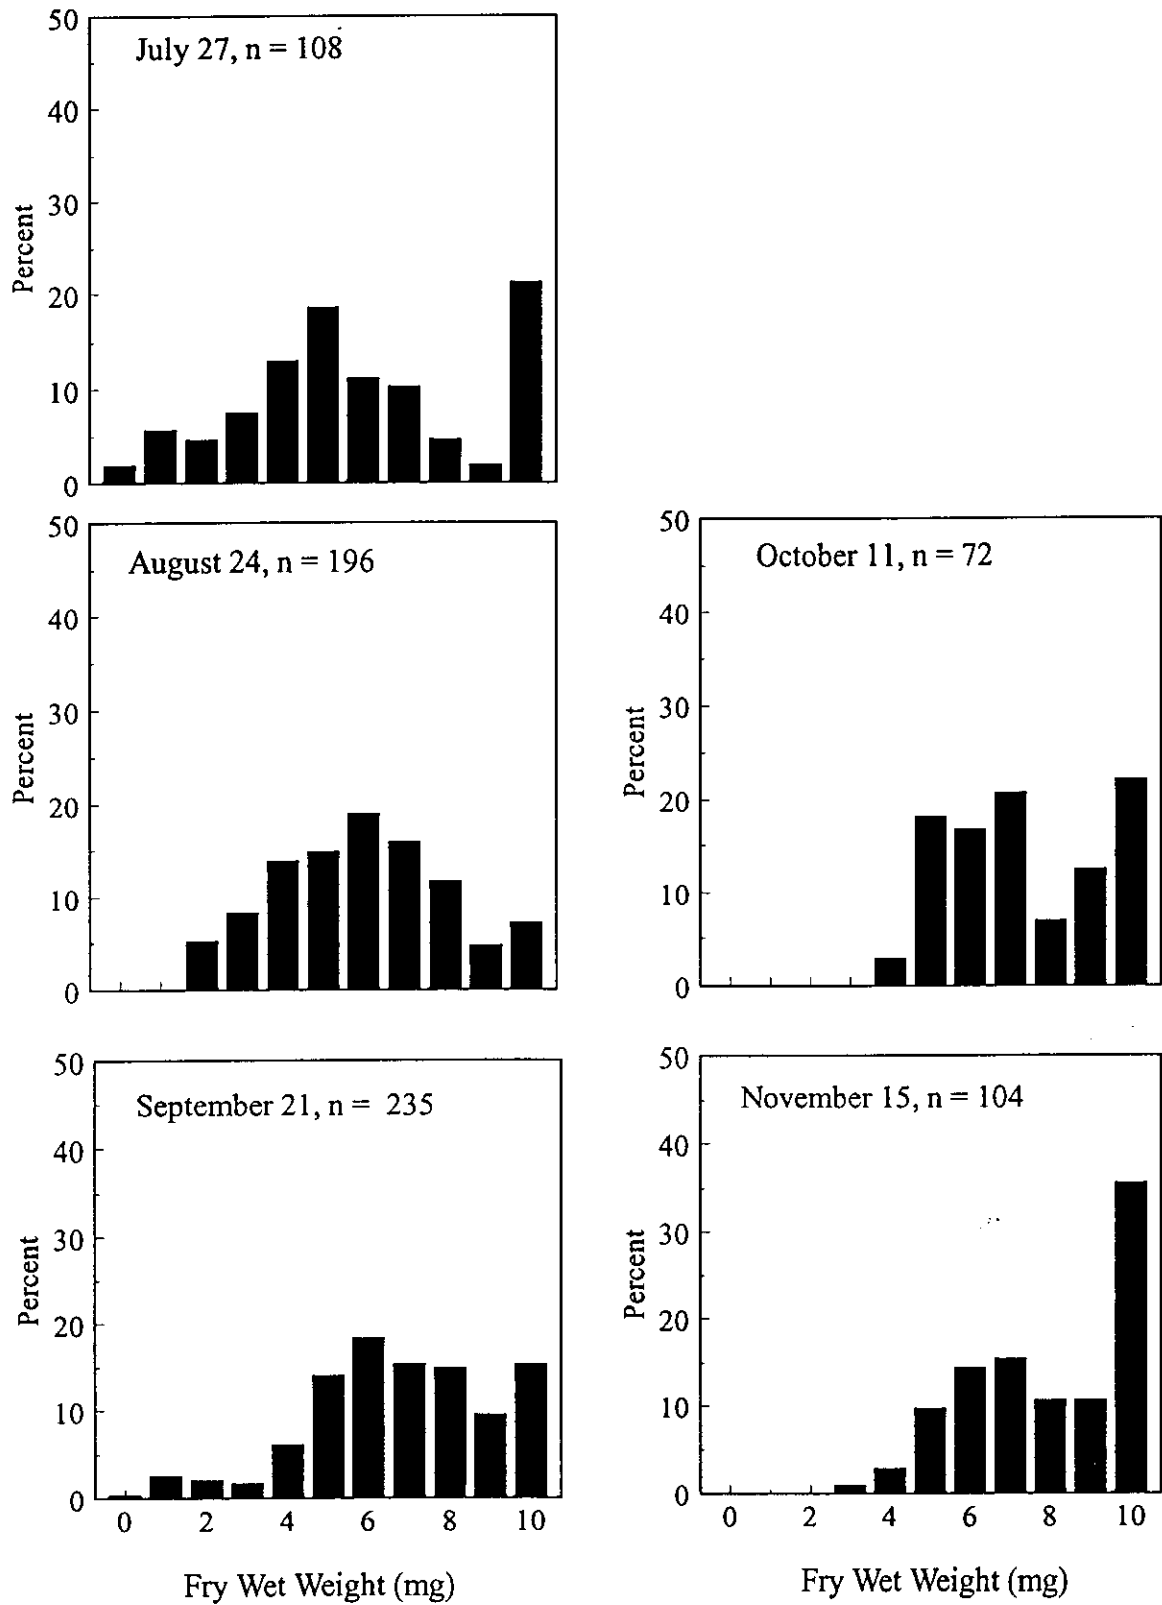 50
July 27, n = 108
40
30
Percent
20
10
0
50
August 24, n = 196
40
30
Percent
20
10
0
50
September 21, n =  235
40
30
Percent
20
10
0
0 2 4 6 8 10
Fry Wet Weight (mg)
50
October 11, n = 72
40
30
Percent
20
10
0
50
November 15, n = 104
40
30
Percent
20
10
0
0 2 4 6 8 10
Fry Wet Weight (mg)